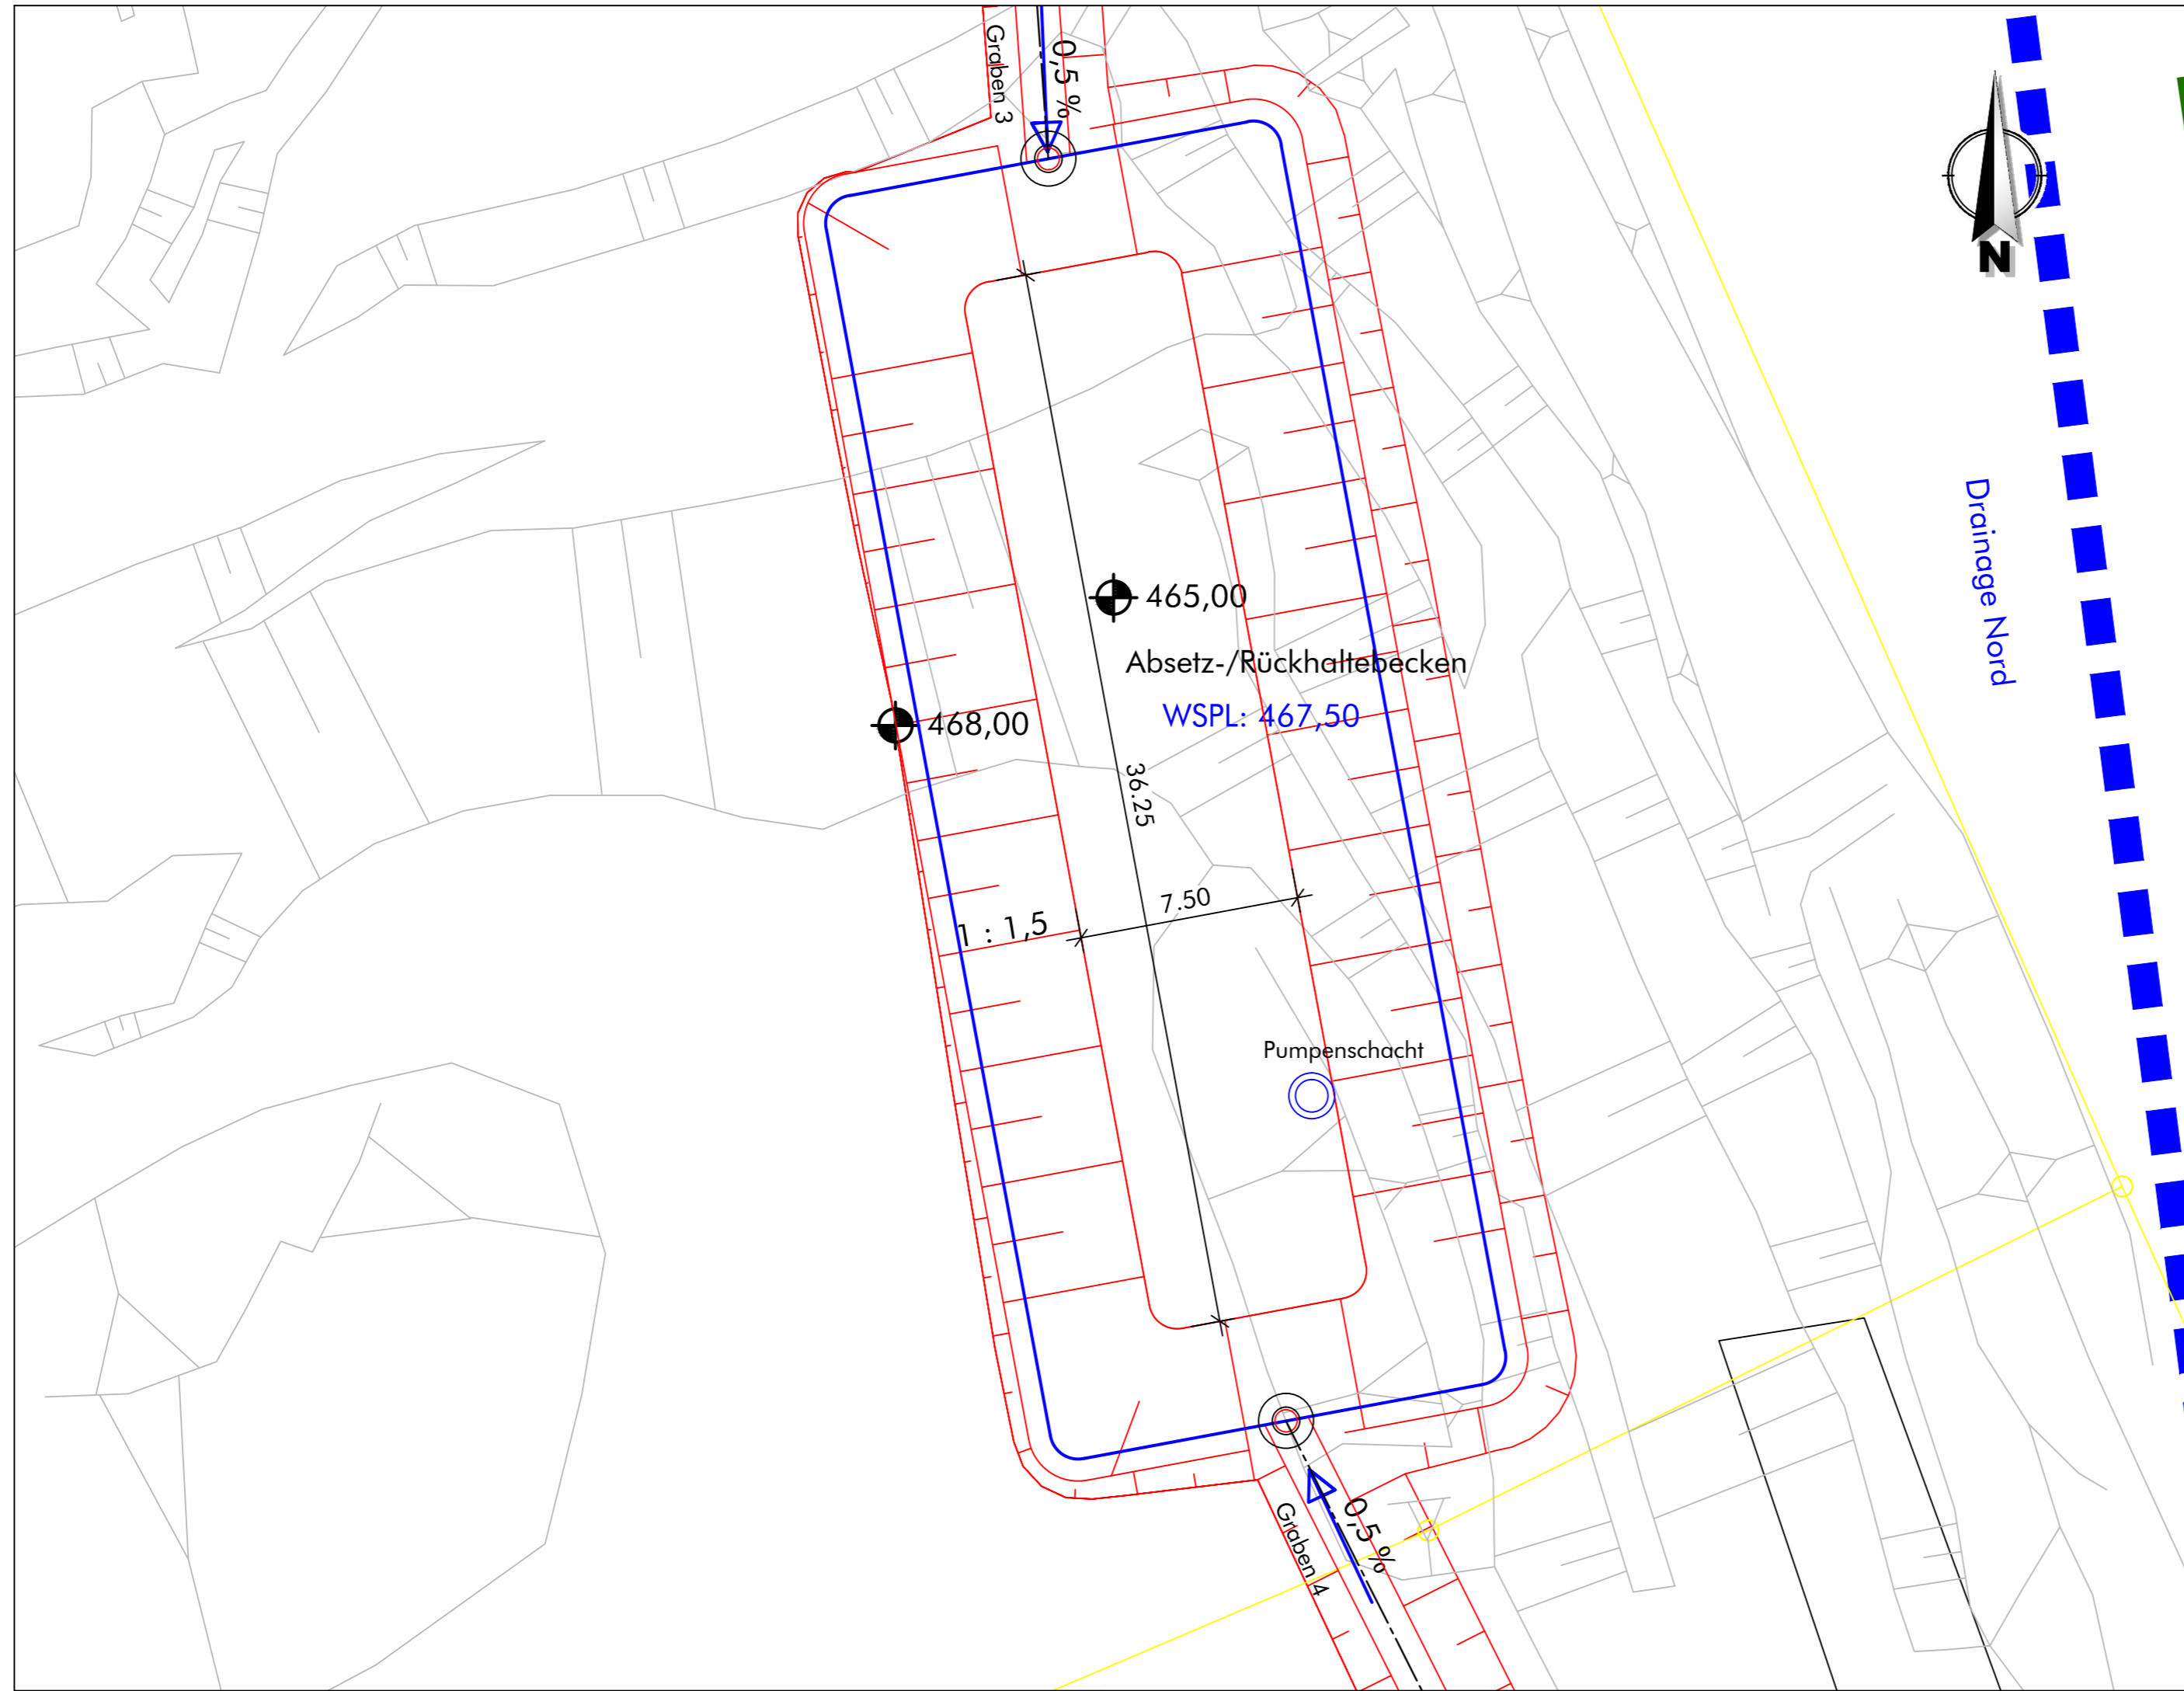 Graben 3
0,5 %
N
Drainage Nord
465,00
Absetz-/Rückhaltebecken
WSPL: 467,50
468,00
36.25
7.50
1 : 1,5
Pumpenschacht
Graben 4
0,5 %